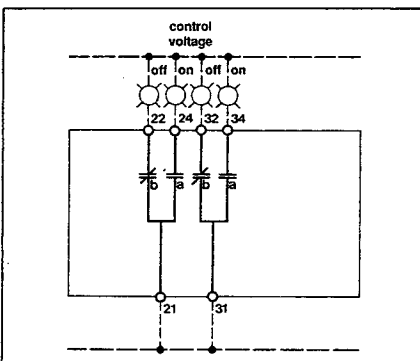 control
voltage
off on off on
22 24 32 34
b a b a
21 31